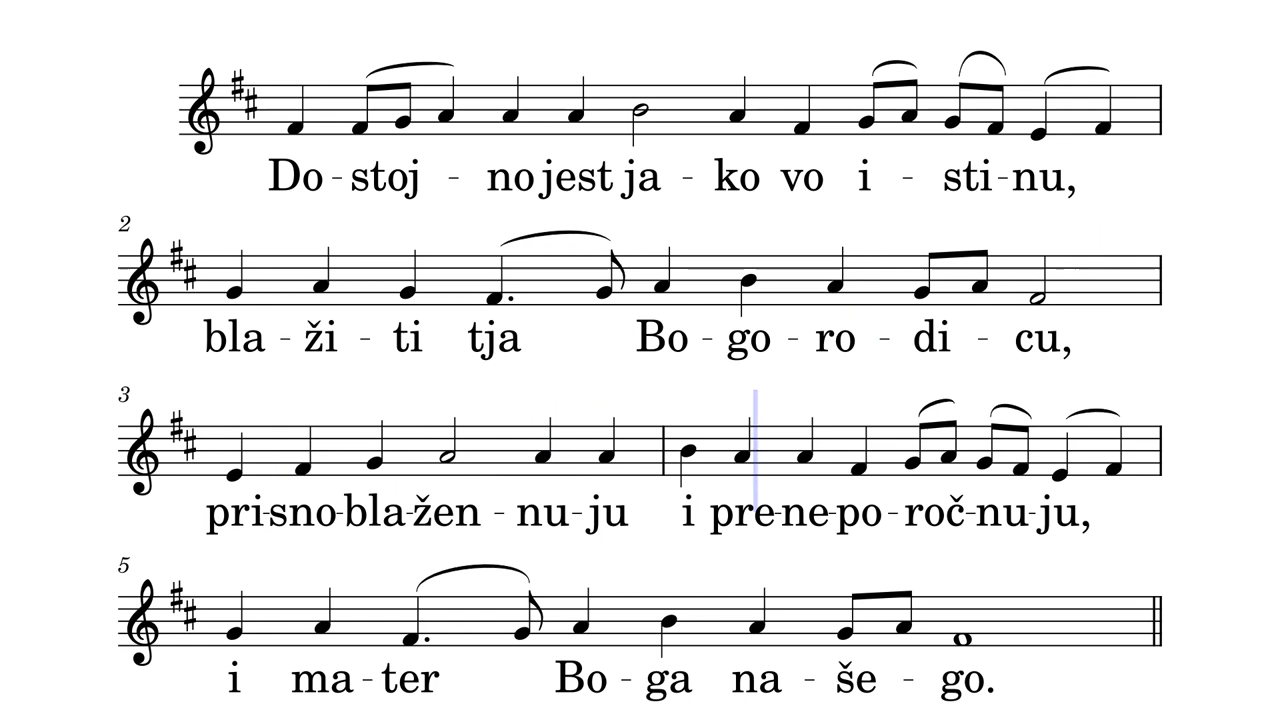 Do - stoj - no jest ja - ko vo i - sti - nu,
2
bla - ži - ti tja Bo - go - ro - di - cu,
3
pri - sno - bla - žen - nu - ju i pre - ne - po - roč - nu - ju,
5
i ma - ter Bo - ga na - še - go.